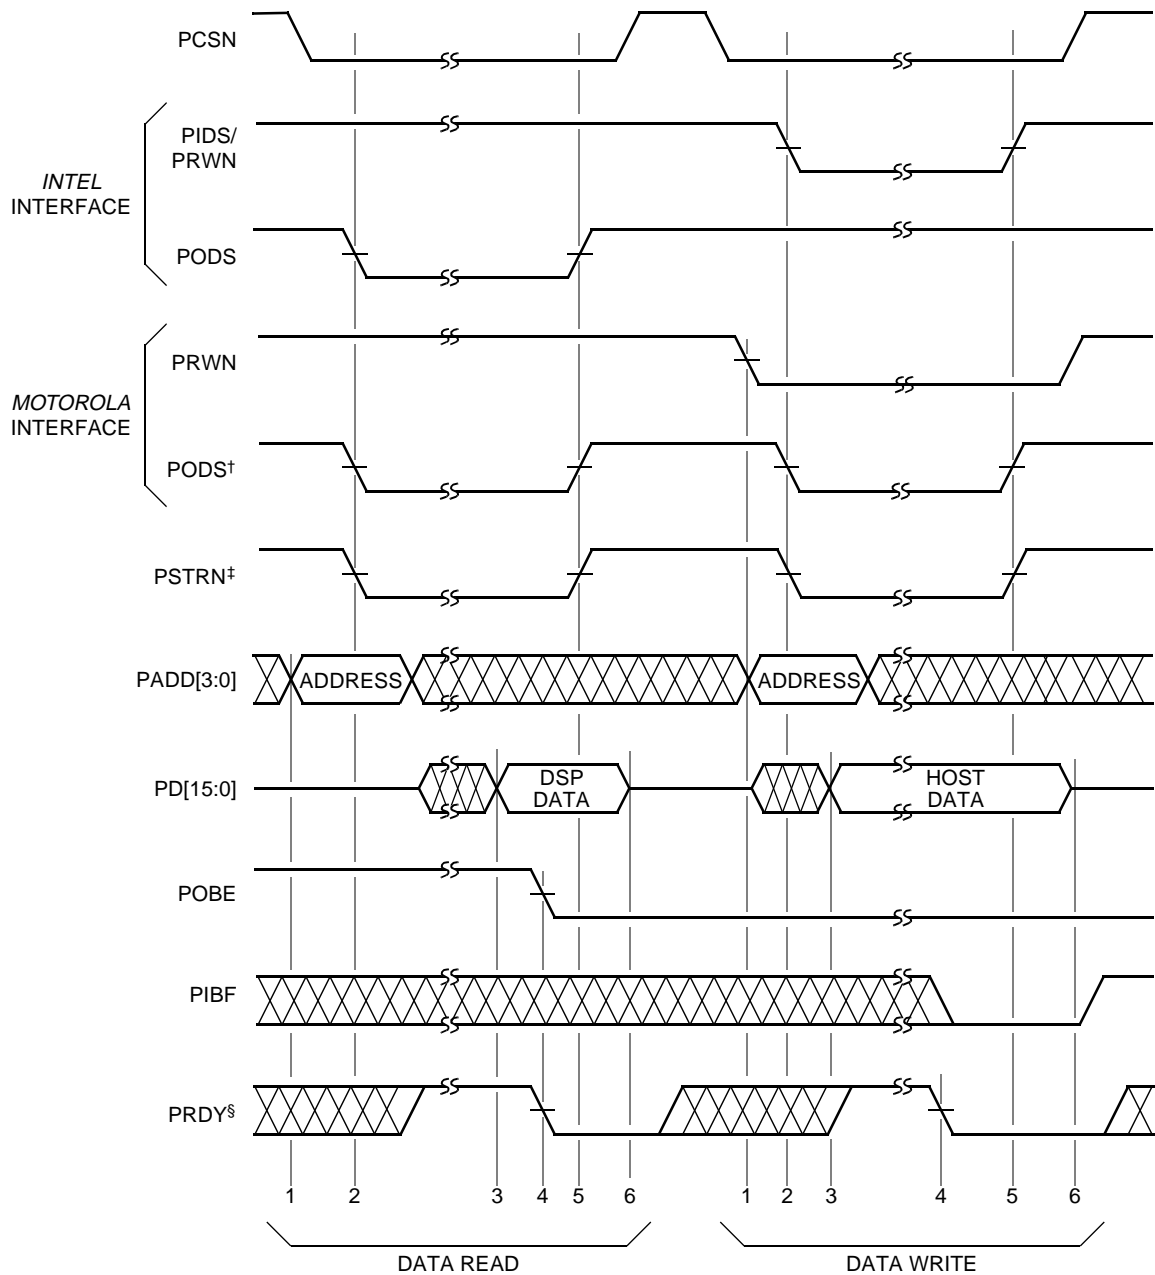 PCSN
PIDS/
PRWN
INTEL
INTERFACE
PODS
PRWN
MOTOROLA
INTERFACE
PODS†
PSTRN‡
PADD[3:0]
ADDRESS
ADDRESS
PD[15:0]
DSP
DATA
HOST
DATA
POBE
PIBF
PRDY§
1 2 3 4 5 6 1 2 3 4 5 6
DATA READ
DATA WRITE